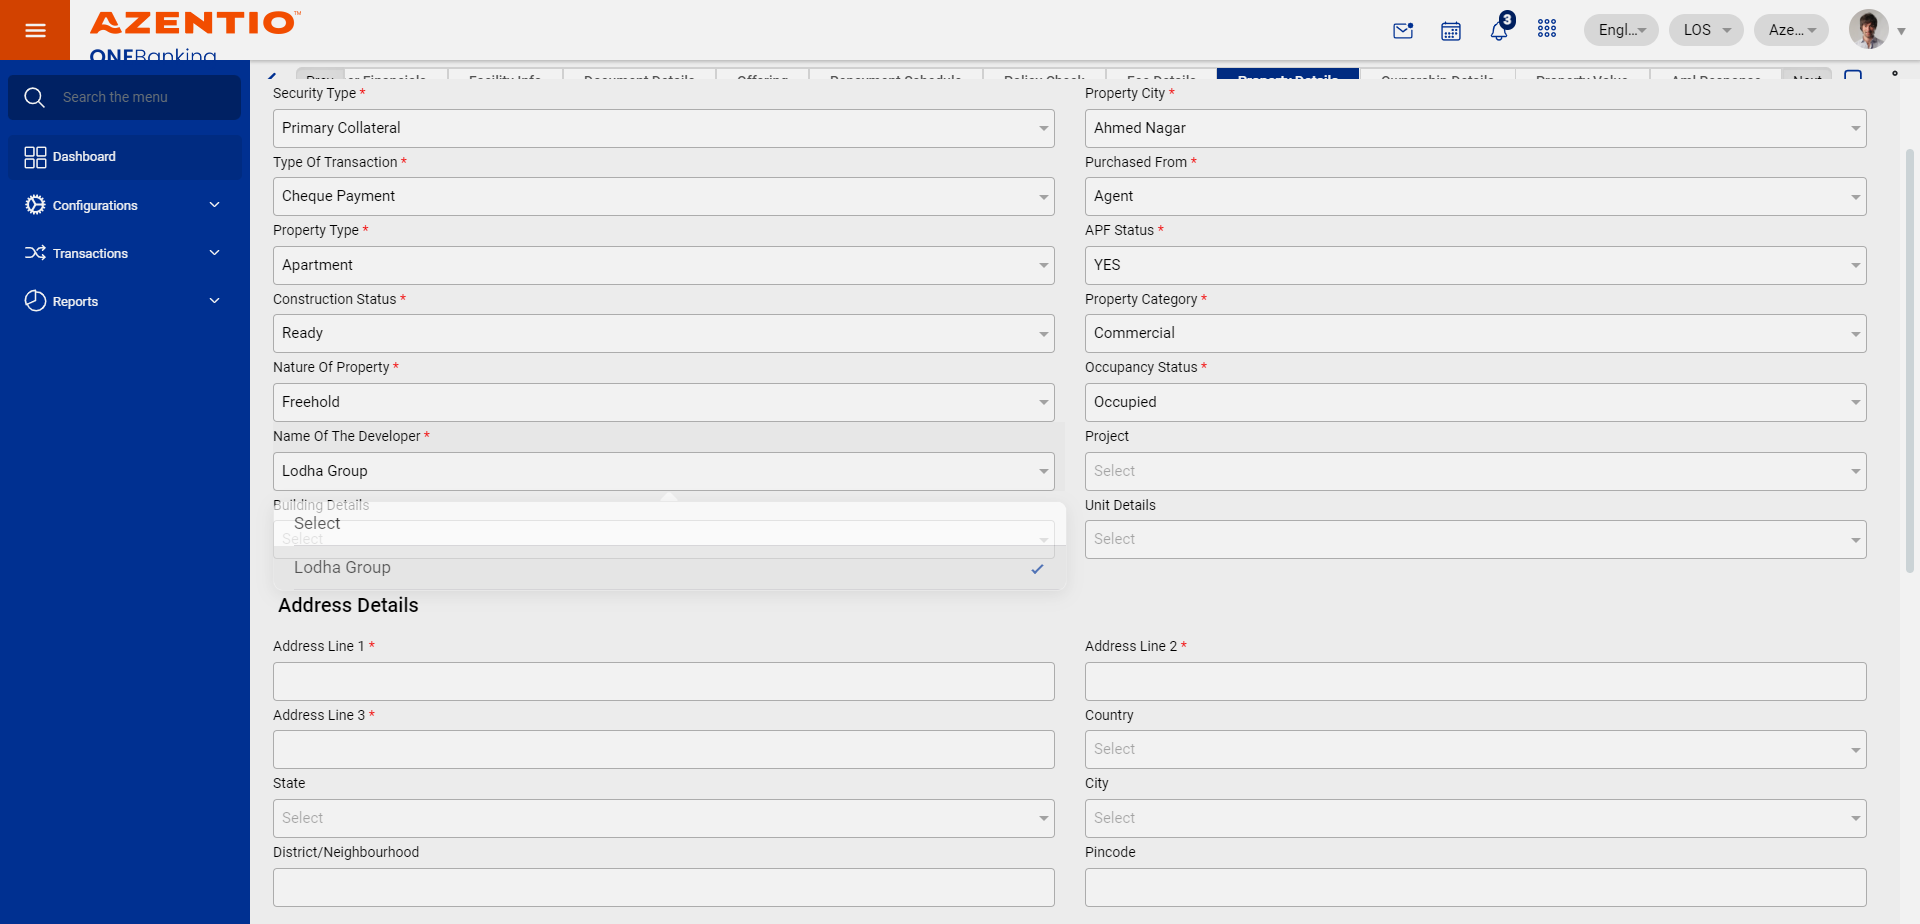 AZENTIO™
ONEBanking
3
Engl...
LOS
Aze...
Search the menu
Dashboard
Configurations
Transactions
Reports
Prev
er Financials
Facility Info
Document Details
Offering
Repayment Schedule
Policy Check
Fee Details
Property Details
Ownership Details
Property Value
Aml Response
Next
Security Type *
Property City *
Primary Collateral
Ahmed Nagar
Type Of Transaction *
Purchased From *
Cheque Payment
Agent
Property Type *
APF Status *
Apartment
YES
Construction Status *
Property Category *
Ready
Commercial
Nature Of Property *
Occupancy Status *
Freehold
Occupied
Name Of The Developer *
Project
Lodha Group
Select
Building Details
Unit Details
Select
Select
Select
Lodha Group
Address Details
Address Line 1 *
Address Line 2 *
Address Line 3 *
Country
Select
State
City
Select
Select
District/Neighbourhood
Pincode